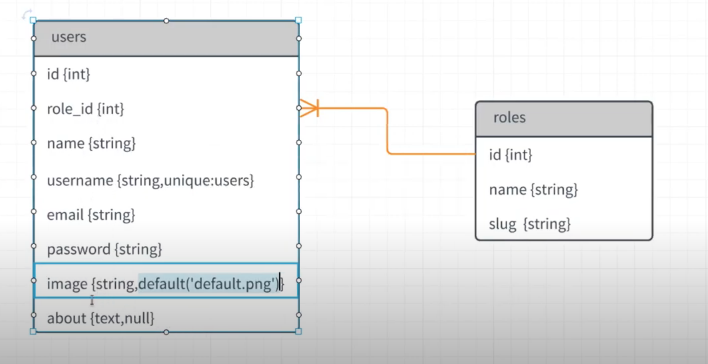 users
id {int}
role_id {int}
name {string}
username {string,unique:users}
email {string}
password {string}
image {string,default('default.png')}
about {text,null}
roles
id {int}
name {string}
slug {string}